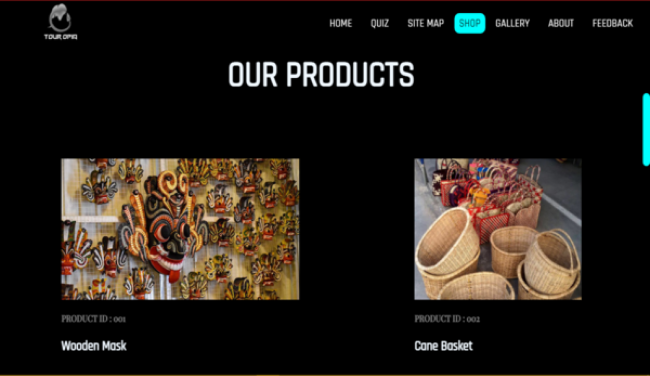 TOUR OPIA
HOME QUIZ SITE MAP SHOP GALLERY ABOUT FEEDBACK
OUR PRODUCTS
PRODUCT ID : 001
PRODUCT ID : 002
Wooden Mask
Cane Basket